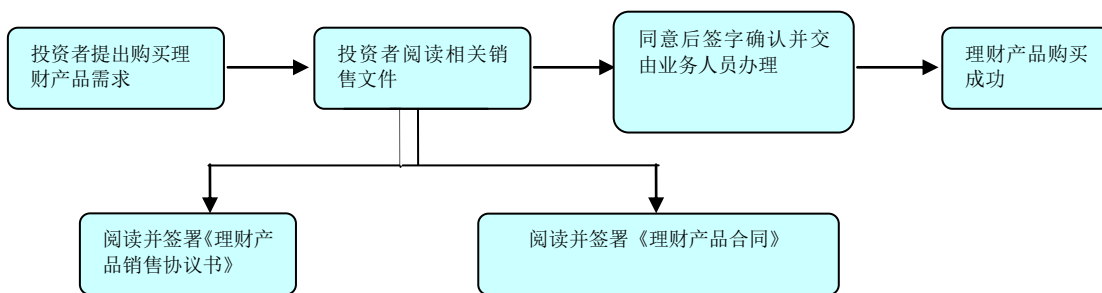 投资者提出购买理
财产品需求
投资者阅读相关销
售文件
同意后签字确认并交
由业务人员办理
理财产品购买
成功
阅读并签署《理财产
品销售协议书》
阅读并签署《理财产品合同》